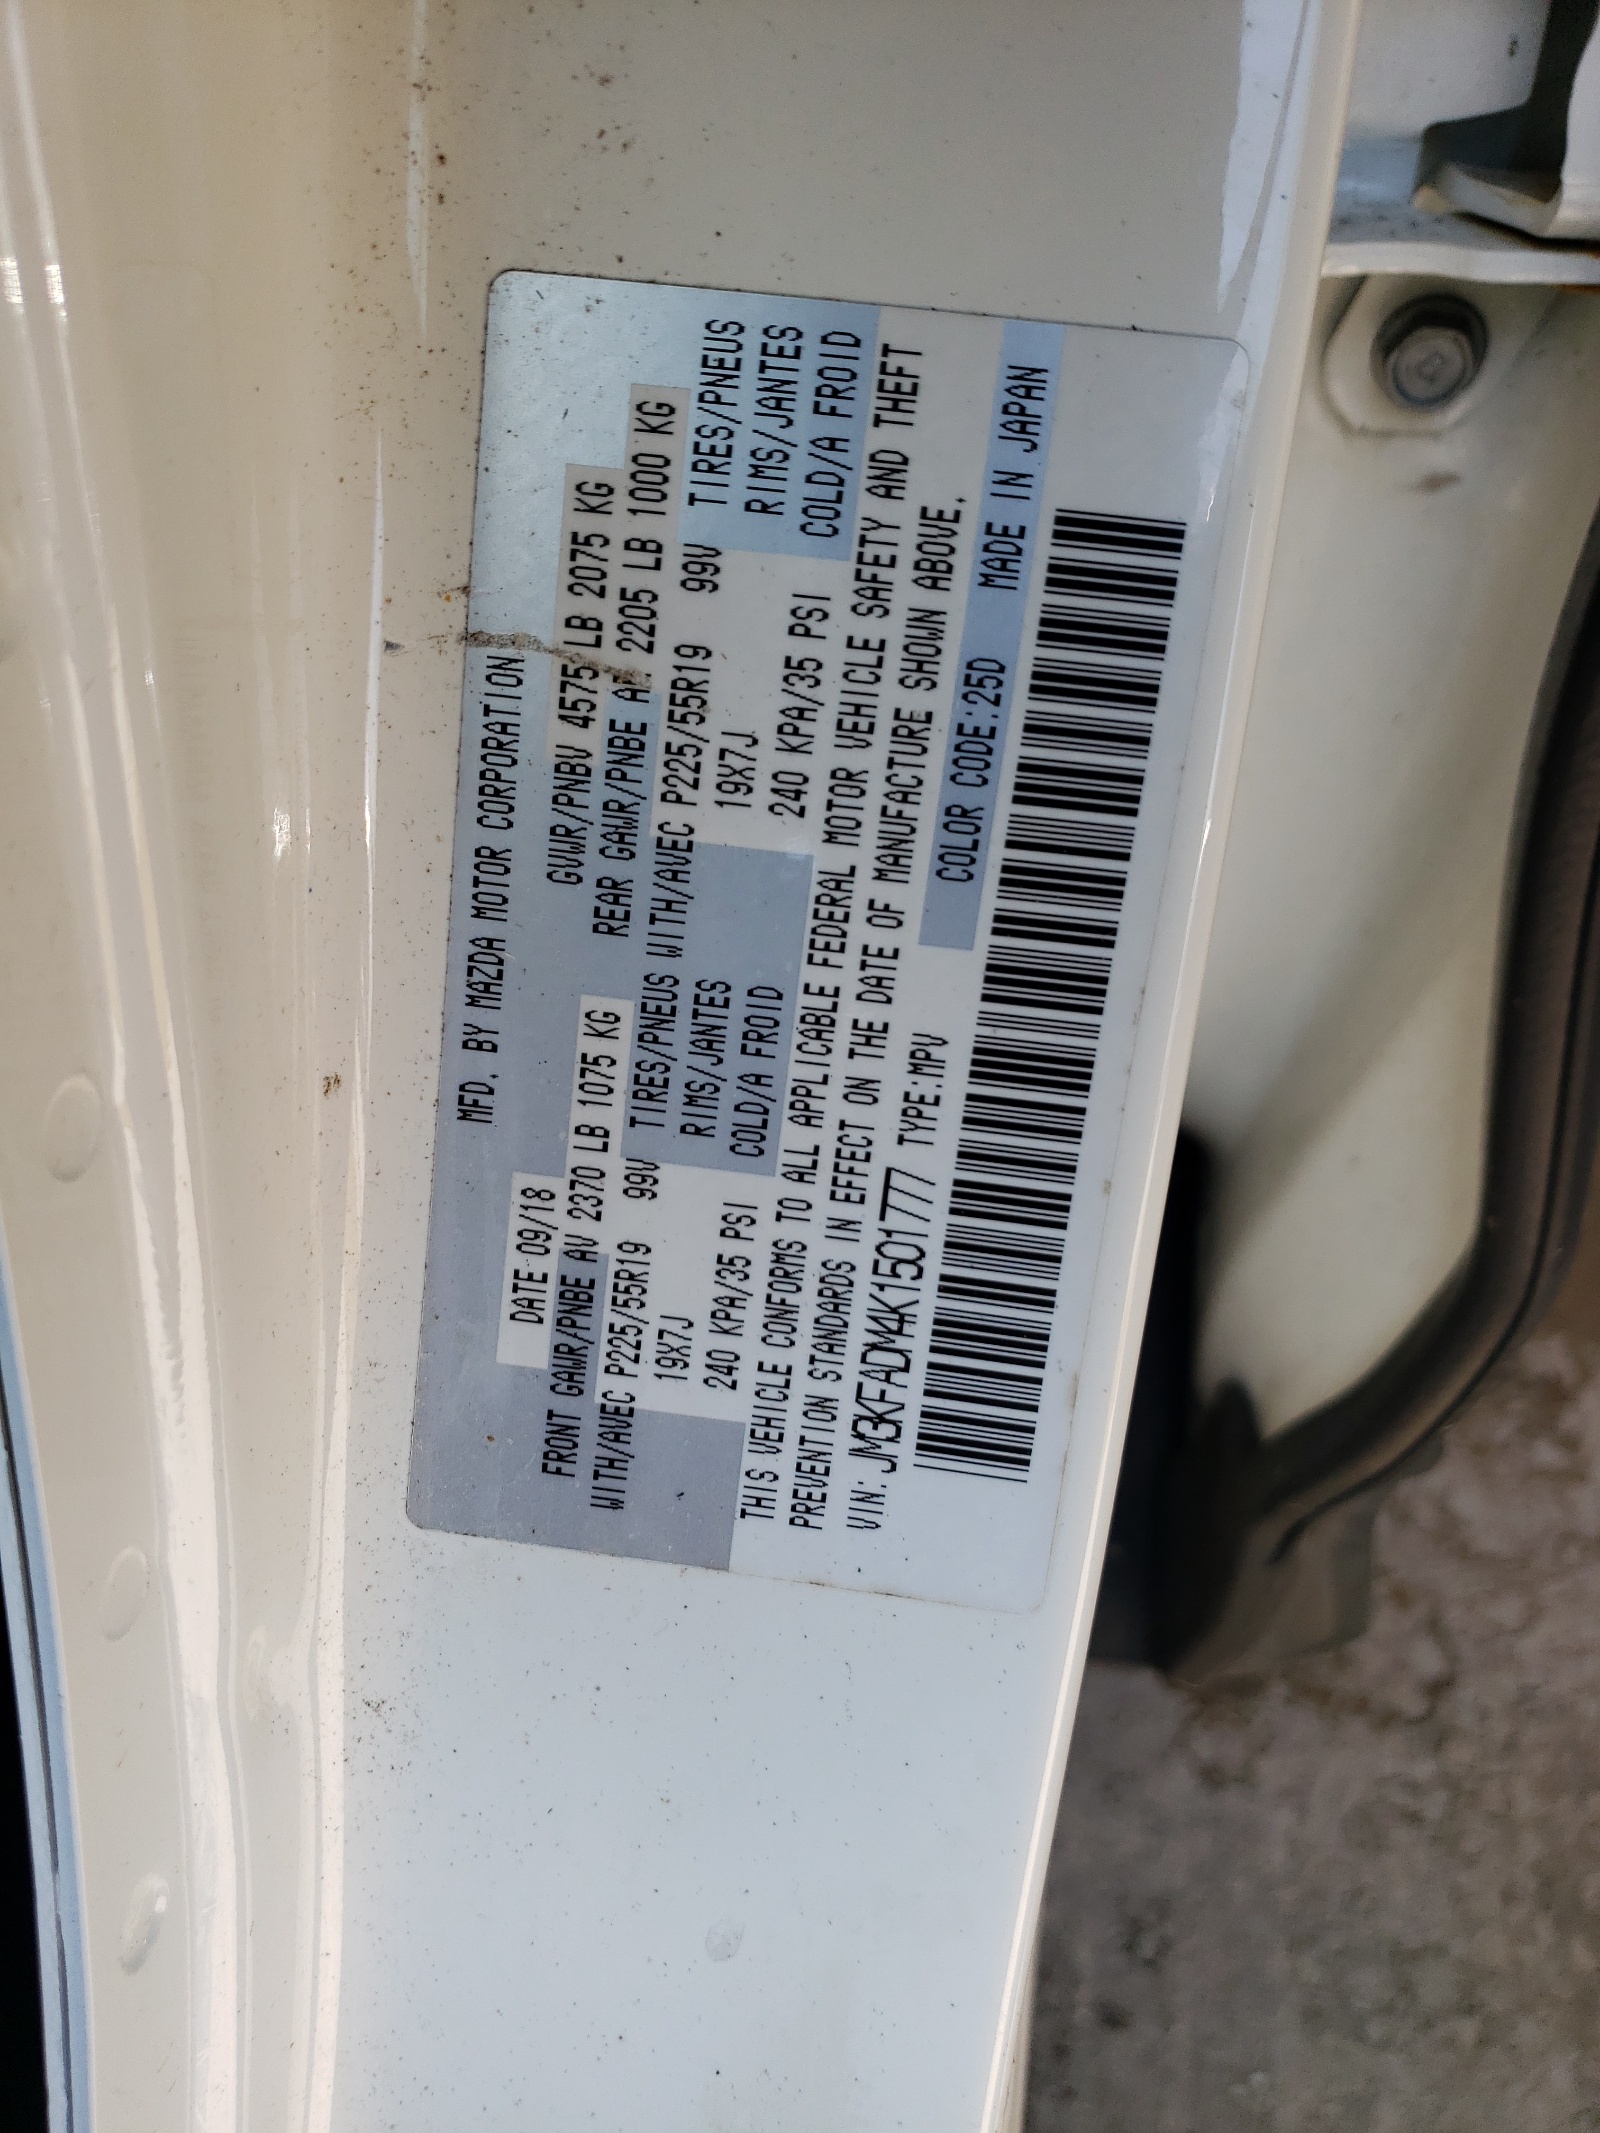 MFD. BY MAZDA MOTOR CORPORATION
DATE 09/18 GVWR/PNBV 4575 LB 2075 KG
FRONT GAWR/PNBE AV 2370 LB 1075 KG REAR GAWR/PNBE AR 2205 LB 1000 KG
WITH/AVEC P225/55R19 99V TIRES/PNEUS WITH/AVEC P225/55R19 99V TIRES/PNEUS
19X7J RIMS/JANTES 19X7J RIMS/JANTES
240 KPA/35 PSI COLD/A FROID 240 KPA/35 PSI COLD/A FROID
THIS VEHICLE CONFORMS TO ALL APPLICABLE FEDERAL MOTOR VEHICLE SAFETY AND THEFT
PREVENTION STANDARDS IN EFFECT ON THE DATE OF MANUFACTURE SHOWN ABOVE.
VIN: JM3KFADM4K1501777 TYPE:MPV COLOR CODE:25D MADE IN JAPAN